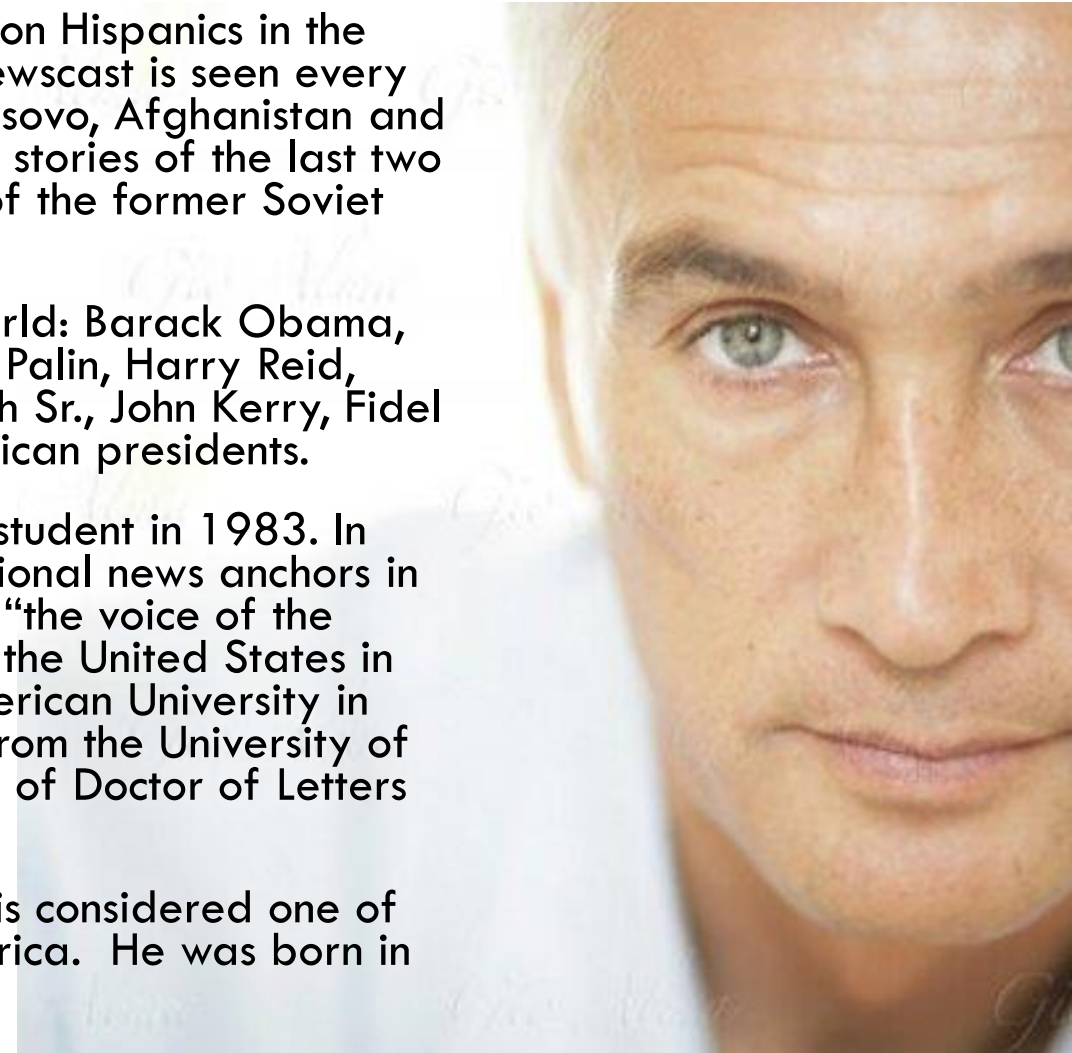 on Hispanics in the
ewscast is seen every
sovo, Afghanistan and
stories of the last two
of the former Soviet
rld: Barack Obama,
Palin, Harry Reid,
h Sr., John Kerry, Fidel
ican presidents.
student in 1983. In
ional news anchors in
“the voice of the
the United States in
erican University in
rom the University of
of Doctor of Letters
is considered one of
rica.  He was born in